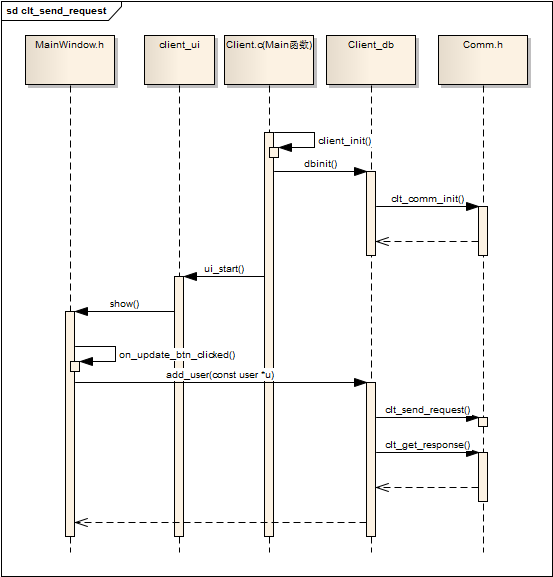 sd clt_send_request
MainWindow.h
client_ui
Client.c(Main函数)
Client_db
Comm.h
client_init()
dbinit()
clt_comm_init()
ui_start()
show()
on_update_btn_clicked()
add_user(const user *u)
clt_send_request()
clt_get_response()